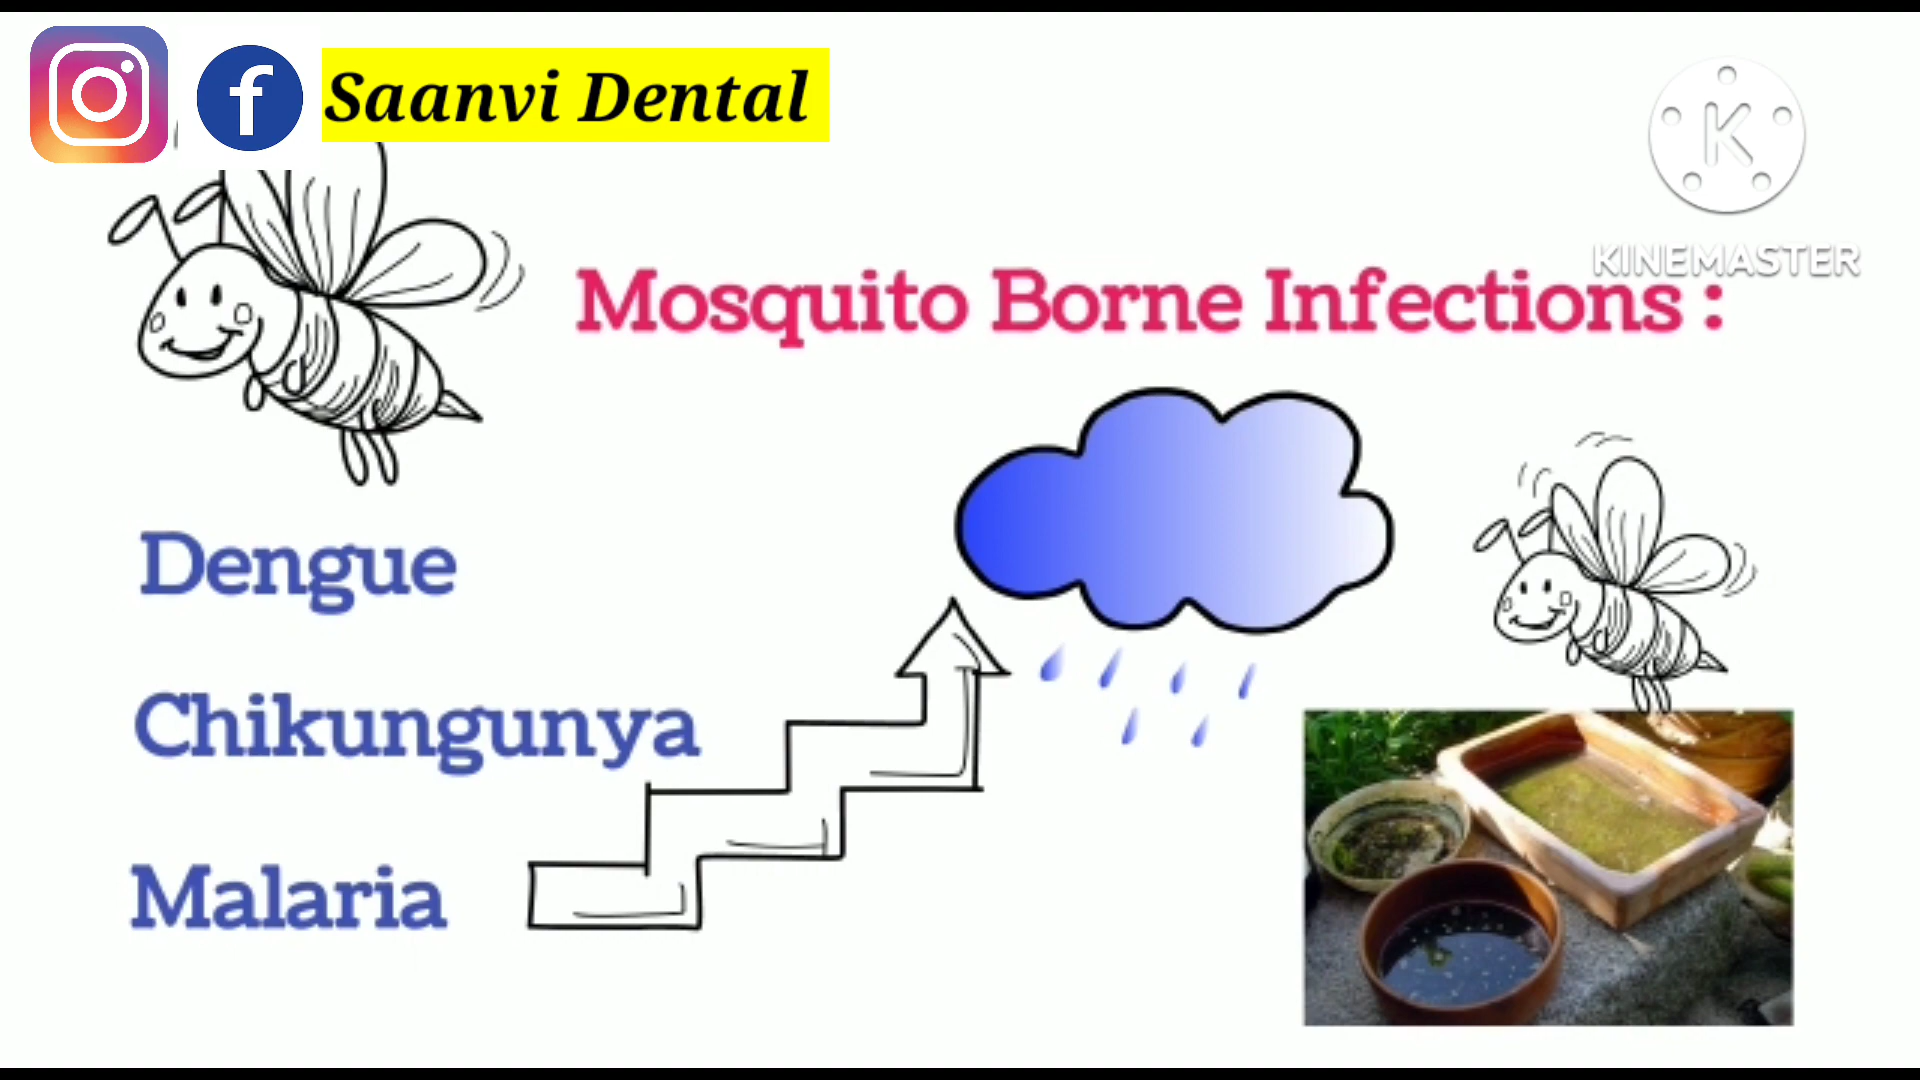 Saanvi Dental
KINEMASTER
Mosquito Borne Infections :
Dengue
Chikungunya
Malaria